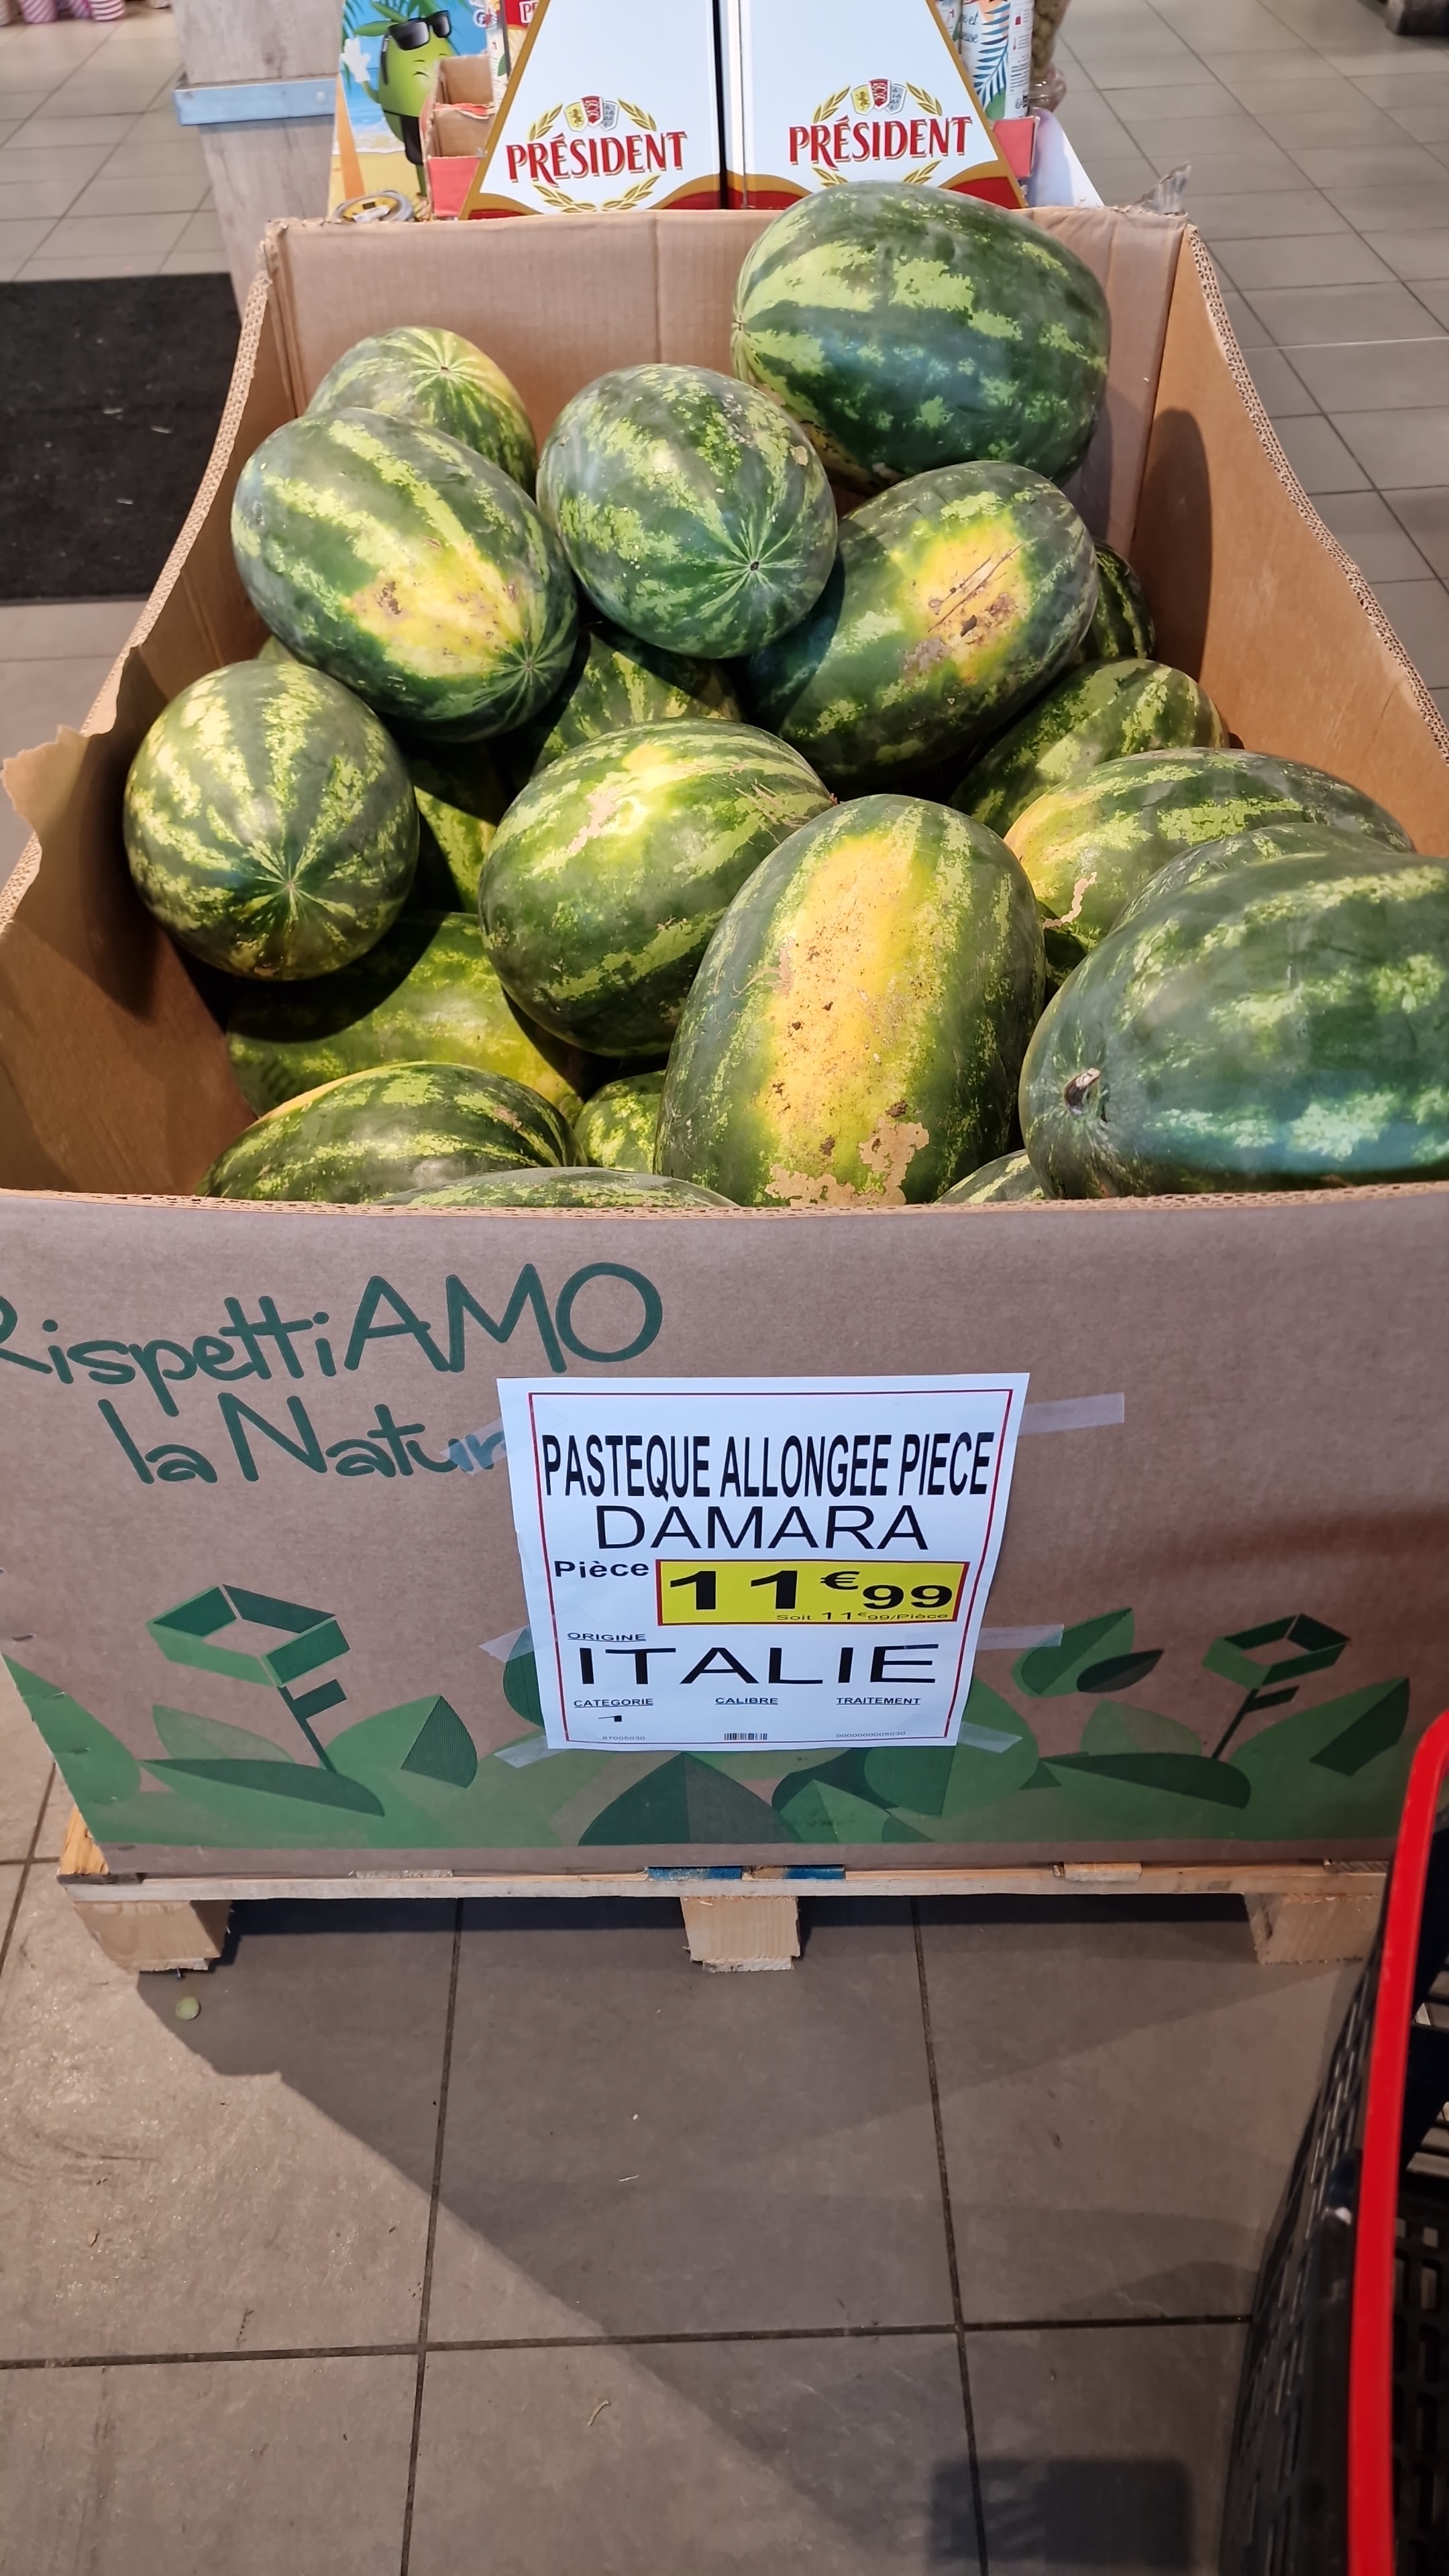 PRÉSIDENT
PRÉSIDENT
RispettiAMO
la Natur
PASTEQUE ALLONGEE PIECE
DAMARA
Pièce 11€99
Soit 11€99/Pièce
ORIGINE
ITALIE
CATEGORIE CALIBRE TRAITEMENT
1